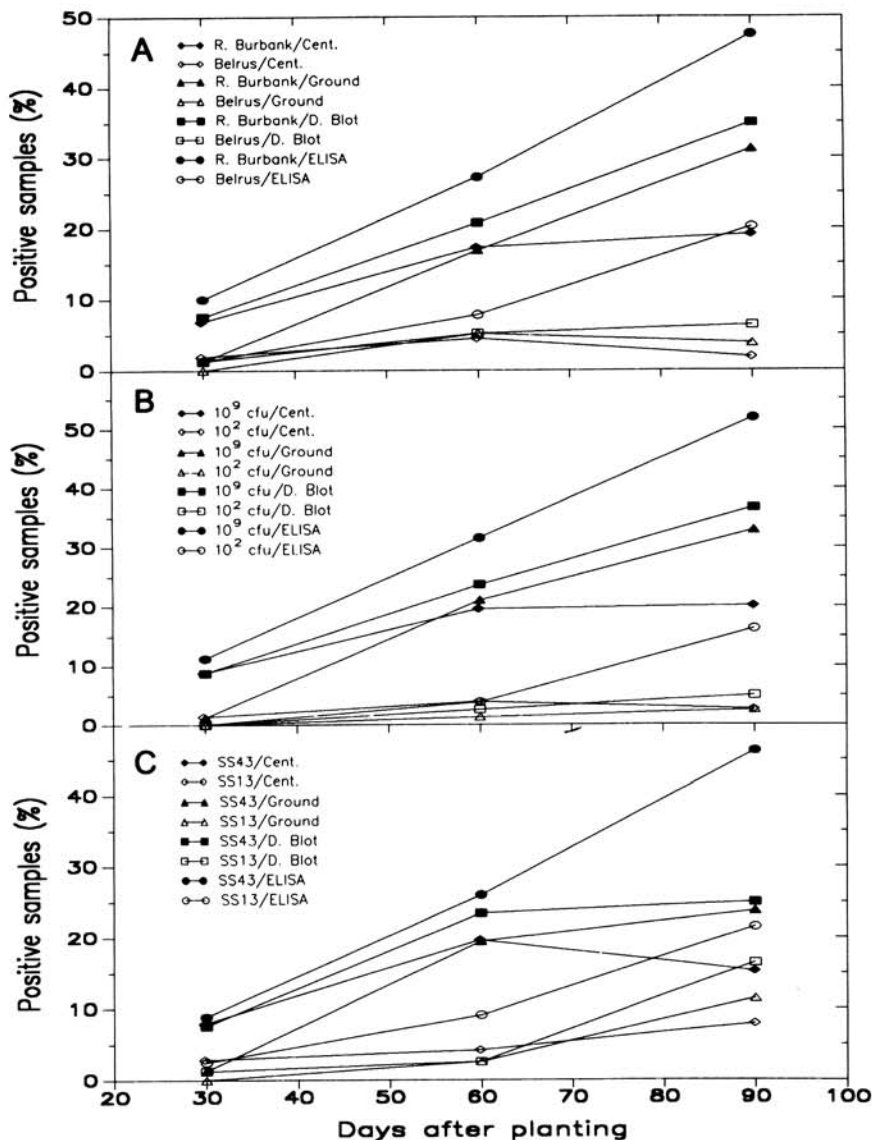 A
R. Burbank/Cent.
Belrus/Cent.
R. Burbank/Ground
Belrus/Ground
R. Burbank/D. Blot
Belrus/D. Blot
R. Burbank/ELISA
Belrus/ELISA
Positive samples (%)
50
40
30
20
10
0
B
10⁹ cfu/Cent.
10² cfu/Cent.
10⁹ cfu/Ground
10² cfu/Ground
10⁹ cfu/D. Blot
10² cfu/D. Blot
10⁹ cfu/ELISA
10² cfu/ELISA
Positive samples (%)
50
40
30
20
10
0
C
SS43/Cent.
SS13/Cent.
SS43/Ground
SS13/Ground
SS43/D. Blot
SS13/D. Blot
SS43/ELISA
SS13/ELISA
Positive samples (%)
40
30
20
10
0
20 30 40 50 60 70 80 90 100
Days after planting